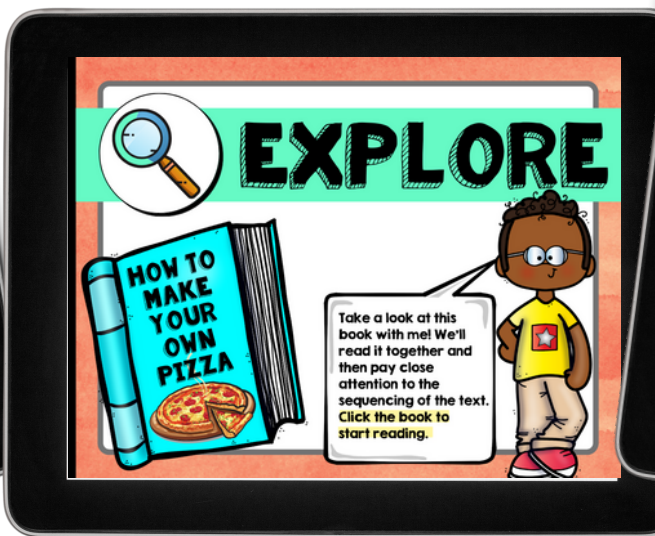 EXPLORE
HOW TO
MAKE
YOUR
OWN
PIZZA
Take a look at this
book with me! We'll
read it together and
then pay close
attention to the
sequencing of the text.
Click the book to
start reading.